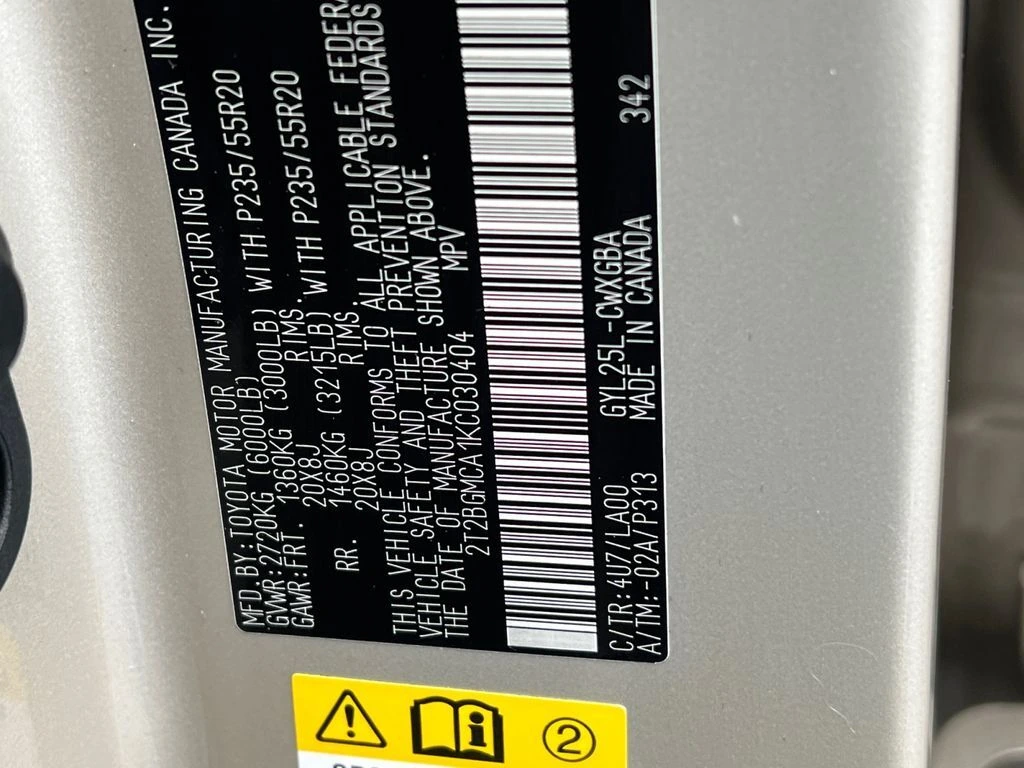 MFD.BY:TOYOTA MOTOR MANUFACTURING CANADA INC.
GVWR:2720KG (6000LB)
GAWR:FRT. 1360KG (3000LB) WITH P235/55R20
20X8J RIMS.
RR. 1460KG (3215LB) WITH P235/55R20
20X8J RIMS.
THIS VEHICLE CONFORMS TO ALL APPLICABLE FEDERA
VEHICLE SAFETY AND THEFT PREVENTION STANDARDS
THE DATE OF MANUFACTURE SHOWN ABOVE.
2T2BGMCA1KC030404 MPV
C/TR:4U7/LA00 GYL25L-CWXGBA
A/TM:-02A/P313 MADE IN CANADA 342
2